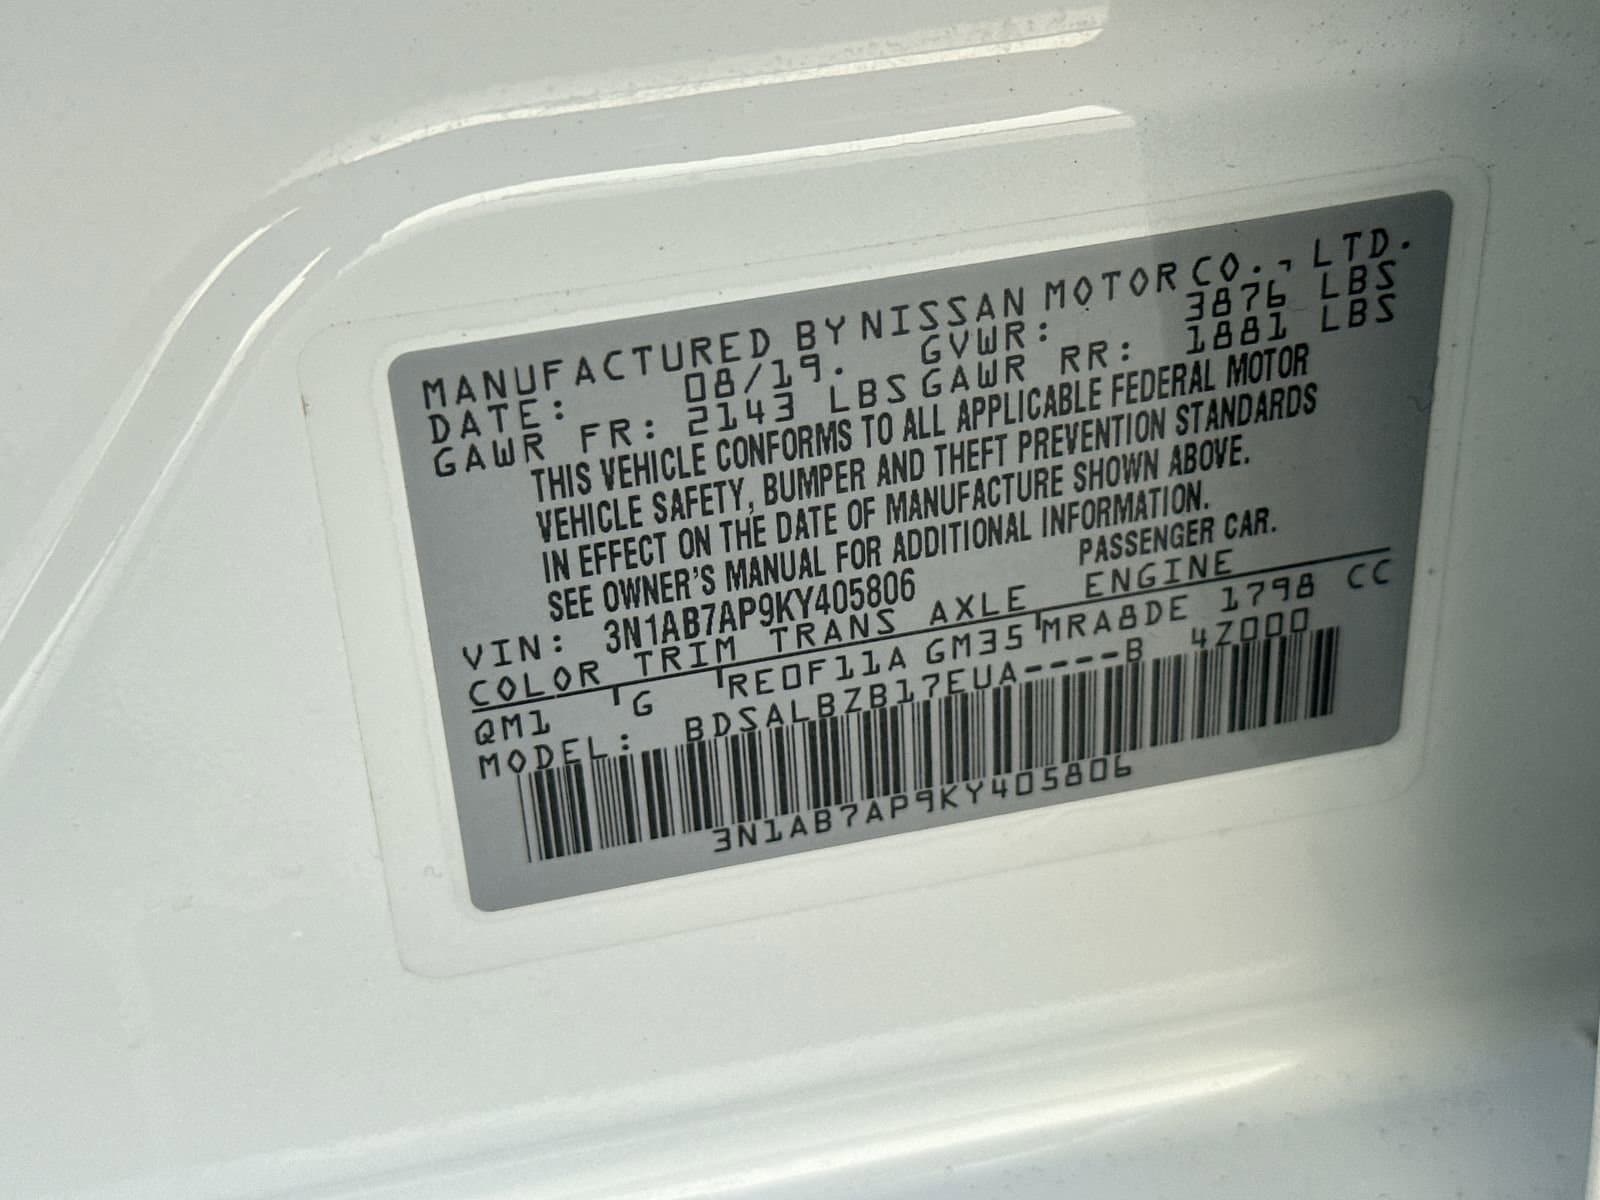 MANUFACTURED BY NISSAN MOTOR CO., LTD.
DATE: 08/19. GVWR: 3876 LBS
GAWR FR: 2143 LBS GAWR RR: 1881 LBS
THIS VEHICLE CONFORMS TO ALL APPLICABLE FEDERAL MOTOR
VEHICLE SAFETY, BUMPER AND THEFT PREVENTION STANDARDS
IN EFFECT ON THE DATE OF MANUFACTURE SHOWN ABOVE.
SEE OWNER'S MANUAL FOR ADDITIONAL INFORMATION.
VIN: 3N1AB7AP9KY405806 PASSENGER CAR.
COLOR TRIM TRANS AXLE ENGINE
QM1 G RE0F11A GM35 MRA8DE 1798 CC
MODEL: BDSALBZB17EUA----B 4Z000
3N1AB7AP9KY405806